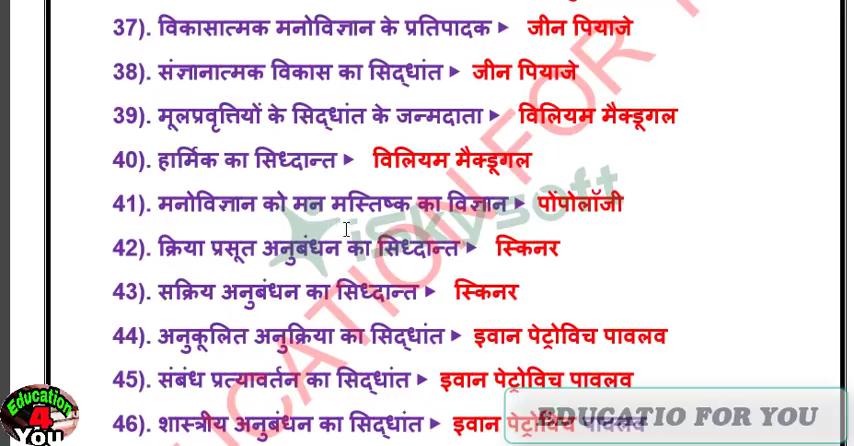 37). विकासात्मक मनोविज्ञान के प्रतिपादक ▸ जीन पियाजे
38). संज्ञानात्मक विकास का सिद्धांत ▸ जीन पियाजे
39). मूलप्रवृत्तियों के सिद्धांत के जन्मदाता ▸ विलियम मैक्डूगल
40). हार्मिक का सिध्दान्त ▸ विलियम मैक्डूगल
41). मनोविज्ञान को मन मस्तिष्क का विज्ञान ▸ पोंपोलॉजी
42). क्रिया प्रसूत अनुबंधन का सिध्दान्त ▸ स्किनर
43). सक्रिय अनुबंधन का सिध्दान्त ▸ स्किनर
44). अनुकूलित अनुक्रिया का सिद्धांत ▸ इवान पेट्रोविच पावलव
45). संबंध प्रत्यावर्तन का सिद्धांत ▸ इवान पेट्रोविच पावलव
46). शास्त्रीय अनुबंधन का सिद्धांत ▸ इवान पेट्रोविच पावलव
Education
4
You
EDUCATIO FOR YOU
iSkysoft